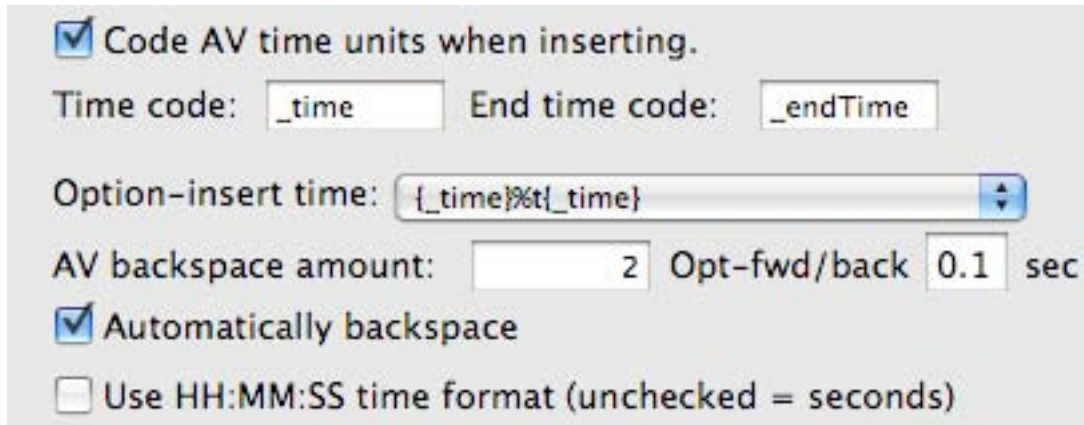 Code AV time units when inserting.
Time code: _time End time code: _endTime
Option-insert time: {_time}%t{_time}
AV backspace amount: 2 Opt-fwd/back 0.1 sec
Automatically backspace
Use HH:MM:SS time format (unchecked = seconds)